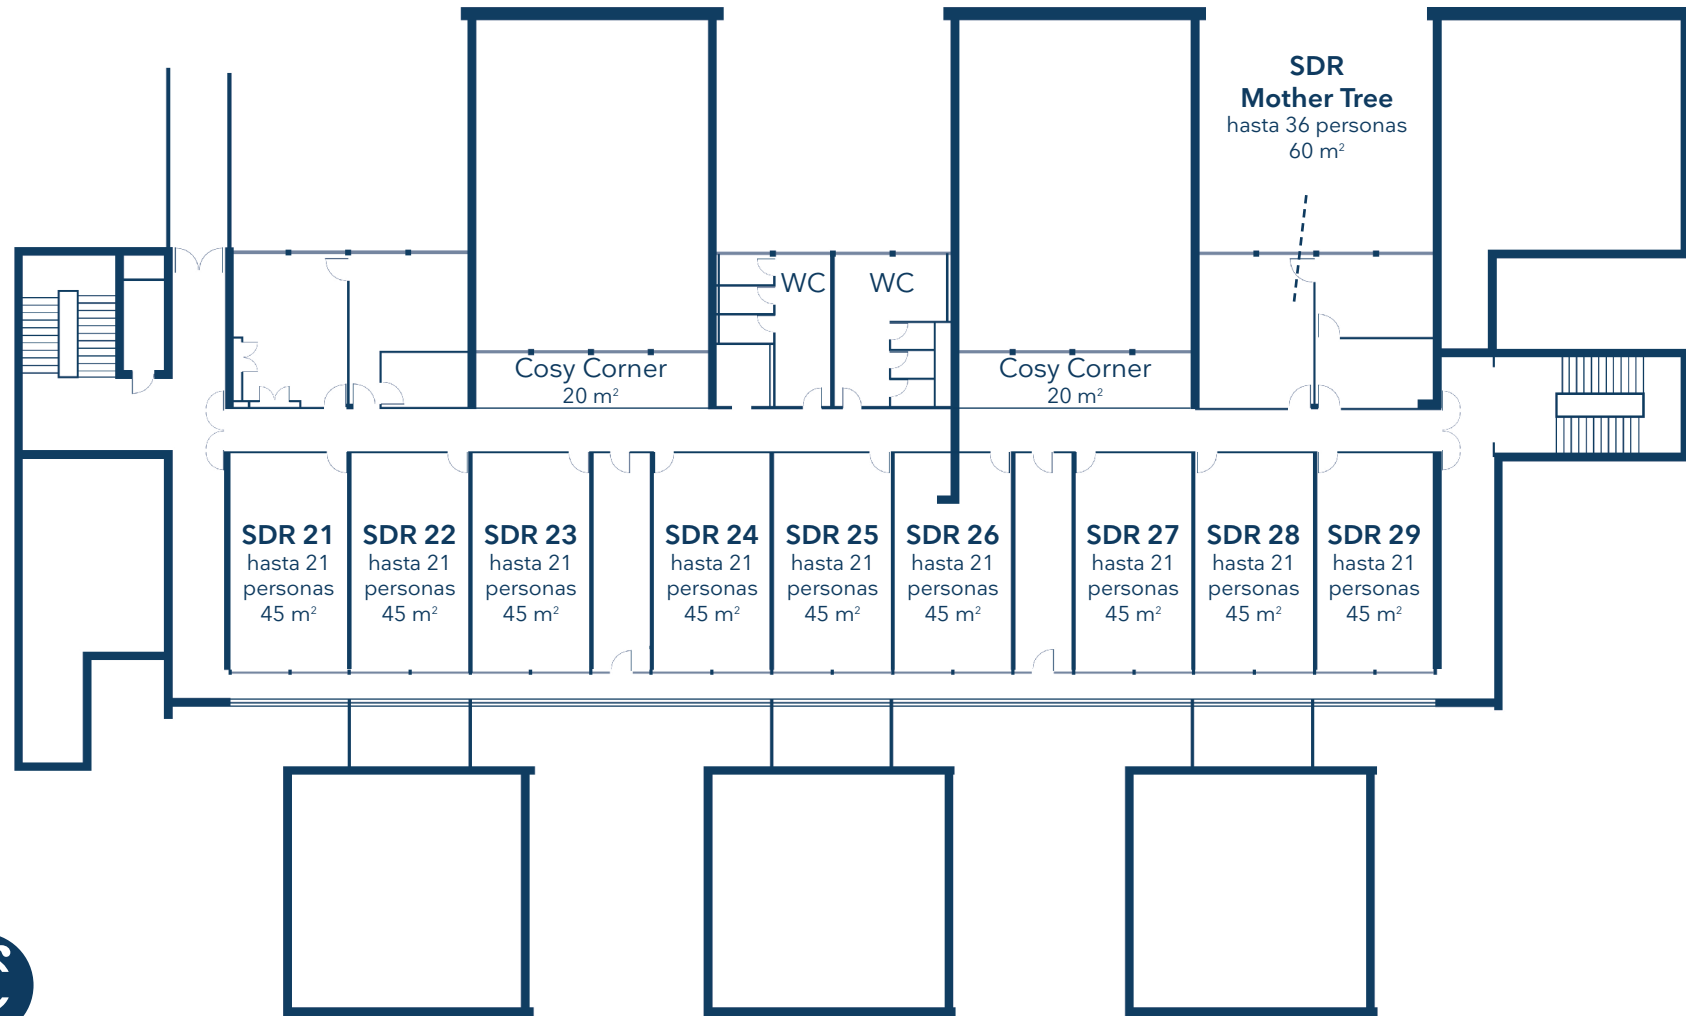 SDR
Mother Tree
hasta 36 personas
60 m²
WC
WC
Cosy Corner
20 m²
Cosy Corner
20 m²
SDR 21
hasta 21
personas
45 m²
SDR 22
hasta 21
personas
45 m²
SDR 23
hasta 21
personas
45 m²
SDR 24
hasta 21
personas
45 m²
SDR 25
hasta 21
personas
45 m²
SDR 26
hasta 21
personas
45 m²
SDR 27
hasta 21
personas
45 m²
SDR 28
hasta 21
personas
45 m²
SDR 29
hasta 21
personas
45 m²